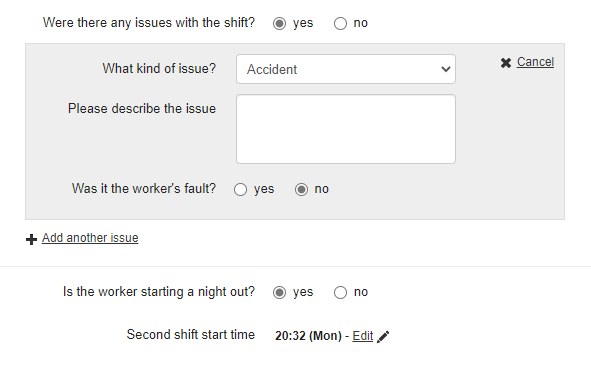 Were there any issues with the shift? yes no
What kind of issue? Accident Cancel
Please describe the issue
Was it the worker's fault? yes no
Add another issue
Is the worker starting a night out? yes no
Second shift start time 20:32 (Mon) - Edit